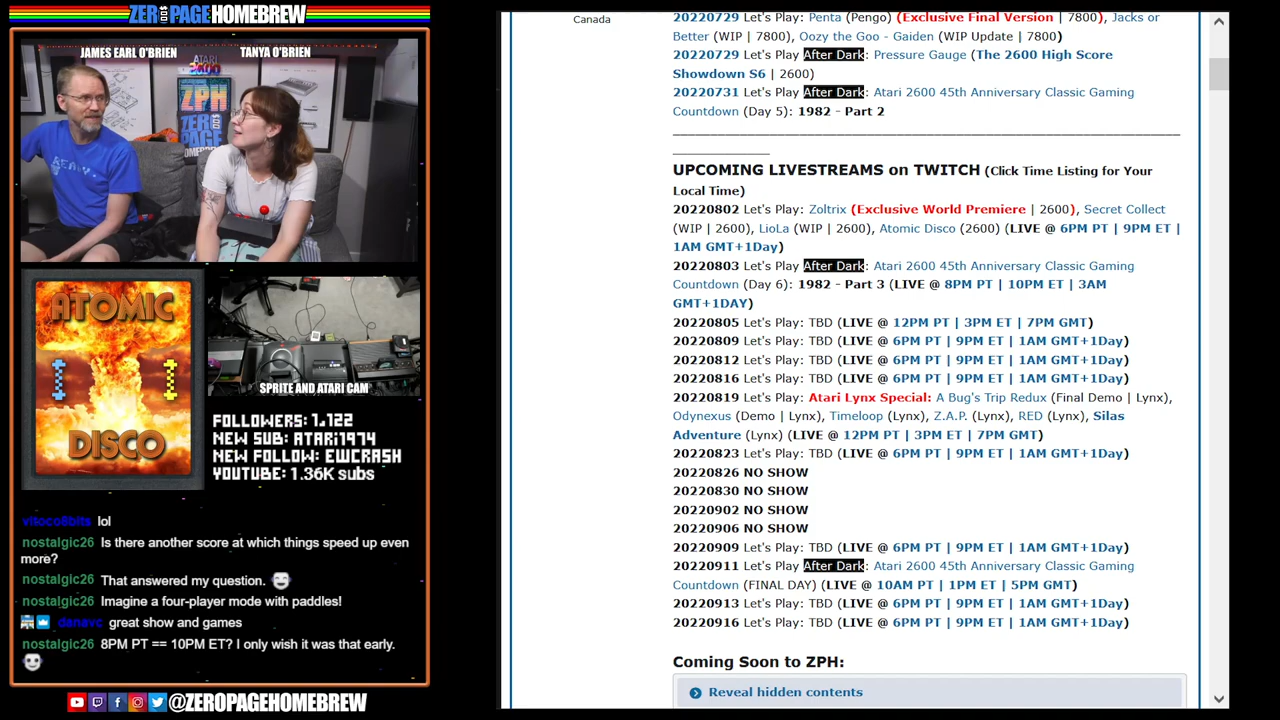 ZERO PAGE HOMEBREW
JAMES EARL O'BRIEN
TANYA O'BRIEN
ATARI
2600
ZPH
ZERO
PAGE
HOMEBREW
READY.
ATOMIC
DISCO
SPRITE AND ATARI CAM
FOLLOWERS: 1,122
NEW SUB: ATARI1974
NEW FOLLOW: EWCRASH
YOUTUBE: 1.36K subs
vitoco8bits lol
nostalgic26 Is there another score at which things speed up even
more?
nostalgic26 That answered my question.
nostalgic26 Imagine a four-player mode with paddles!
danavc great show and games
nostalgic26 8PM PT == 10PM ET? I only wish it was that early.
@ZEROPAGEHOMEBREW
Canada
20220729 Let's Play: Penta (Pengo) (Exclusive Final Version | 7800), Jacks or
Better (WIP | 7800), Oozy the Goo - Gaiden (WIP Update | 7800)
20220729 Let's Play After Dark: Pressure Gauge (The 2600 High Score
Showdown S6 | 2600)
20220731 Let's Play After Dark: Atari 2600 45th Anniversary Classic Gaming
Countdown (Day 5): 1982 - Part 2
UPCOMING LIVESTREAMS on TWITCH (Click Time Listing for Your
Local Time)
20220802 Let's Play: Zoltrix (Exclusive World Premiere | 2600), Secret Collect
(WIP | 2600), LioLa (WIP | 2600), Atomic Disco (2600) (LIVE @ 6PM PT | 9PM ET |
1AM GMT+1Day)
20220803 Let's Play After Dark: Atari 2600 45th Anniversary Classic Gaming
Countdown (Day 6): 1982 - Part 3 (LIVE @ 8PM PT | 10PM ET | 3AM
GMT+1DAY)
20220805 Let's Play: TBD (LIVE @ 12PM PT | 3PM ET | 7PM GMT)
20220809 Let's Play: TBD (LIVE @ 6PM PT | 9PM ET | 1AM GMT+1Day)
20220812 Let's Play: TBD (LIVE @ 6PM PT | 9PM ET | 1AM GMT+1Day)
20220816 Let's Play: TBD (LIVE @ 6PM PT | 9PM ET | 1AM GMT+1Day)
20220819 Let's Play: Atari Lynx Special: A Bug's Trip Redux (Final Demo | Lynx),
Odynexus (Demo | Lynx), Timeloop (Lynx), Z.A.P. (Lynx), RED (Lynx), Silas
Adventure (Lynx) (LIVE @ 12PM PT | 3PM ET | 7PM GMT)
20220823 Let's Play: TBD (LIVE @ 6PM PT | 9PM ET | 1AM GMT+1Day)
20220826 NO SHOW
20220830 NO SHOW
20220902 NO SHOW
20220906 NO SHOW
20220909 Let's Play: TBD (LIVE @ 6PM PT | 9PM ET | 1AM GMT+1Day)
20220911 Let's Play After Dark: Atari 2600 45th Anniversary Classic Gaming
Countdown (FINAL DAY) (LIVE @ 10AM PT | 1PM ET | 5PM GMT)
20220913 Let's Play: TBD (LIVE @ 6PM PT | 9PM ET | 1AM GMT+1Day)
20220916 Let's Play: TBD (LIVE @ 6PM PT | 9PM ET | 1AM GMT+1Day)
Coming Soon to ZPH:
Reveal hidden contents